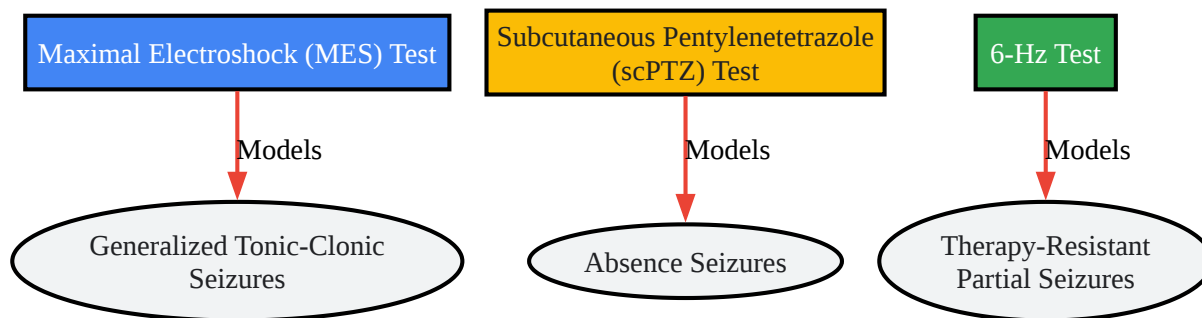 Maximal Electroshock (MES) Test
Subcutaneous Pentylenetetrazole
(scPTZ) Test
6-Hz Test
Models
Models
Models
Generalized Tonic-Clonic
Seizures
Absence Seizures
Therapy-Resistant
Partial Seizures